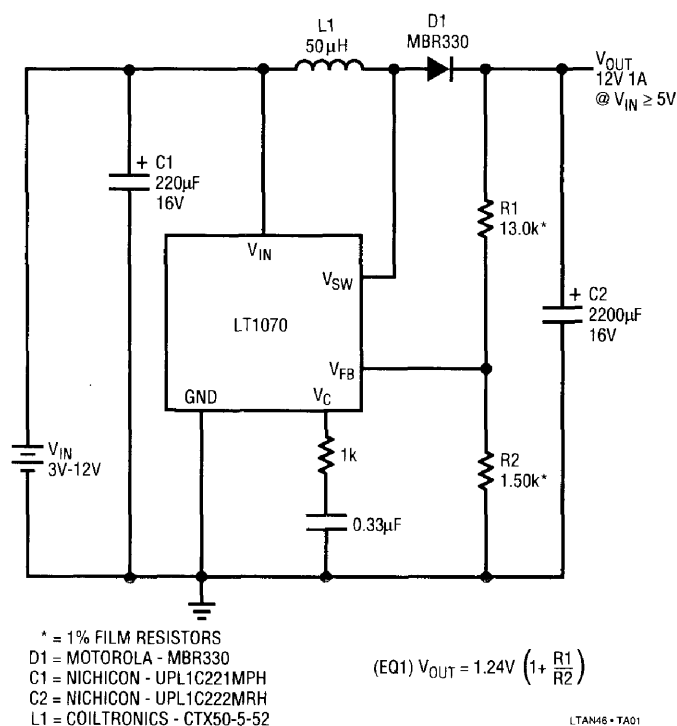 L1
50µH
D1
MBR330
V_OUT
12V 1A
@ V_IN ≥ 5V
+ C1
220µF
16V
R1
13.0k*
V_IN
V_SW
LT1070
+ C2
2200µF
16V
V_FB
GND
V_C
V_IN
3V-12V
1k
R2
1.50k*
0.33µF
* = 1% FILM RESISTORS
D1 = MOTOROLA - MBR330
C1 = NICHICON - UPL1C221MPH
C2 = NICHICON - UPL1C222MRH
L1 = COILTRONICS - CTX50-5-52
(EQ1) V_OUT = 1.24V (1+ R1/R2)
LTAN46 • TA01